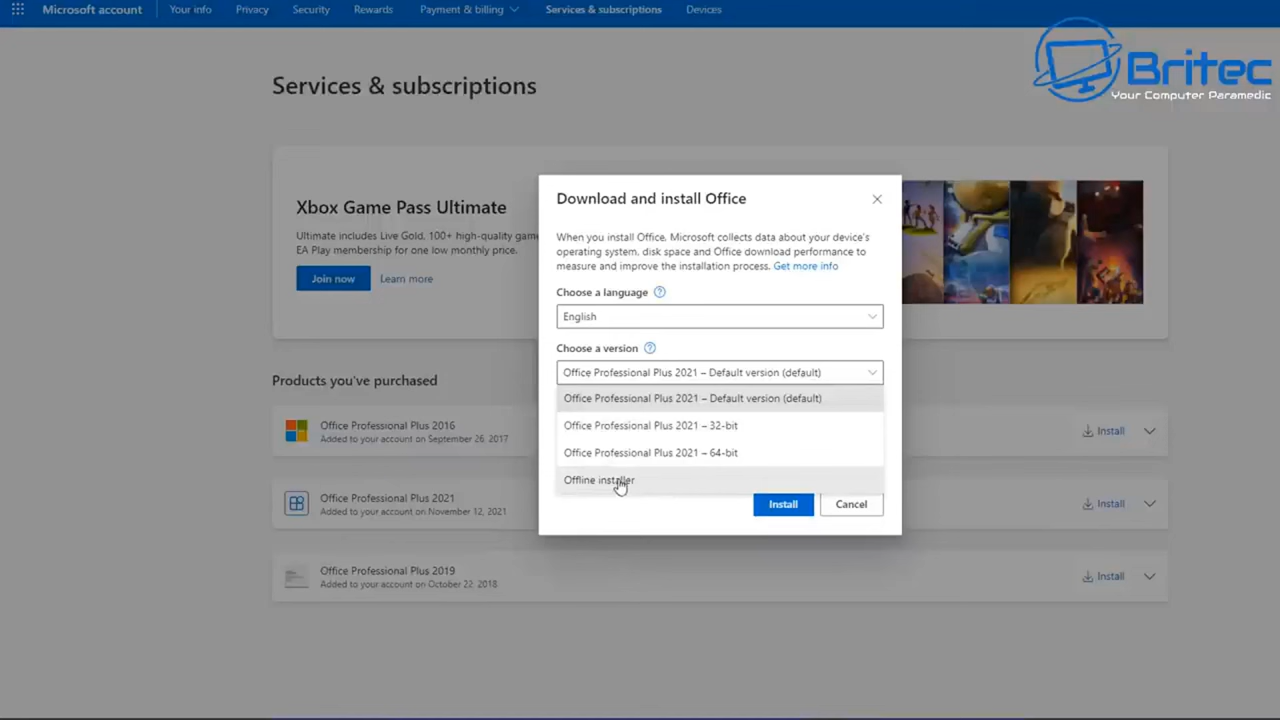 Microsoft account
Your info
Privacy
Security
Rewards
Payment & billing
Services & subscriptions
Devices
Britec
Your Computer Paramedic
Services & subscriptions
Xbox Game Pass Ultimate
Ultimate includes Live Gold, 100+ high-quality game
EA Play membership for one low monthly price.
Join now
Learn more
Download and install Office
When you install Office, Microsoft collects data about your device's
operating system, disk space and Office download performance to
measure and improve the installation process. Get more info
Choose a language
English
Choose a version
Office Professional Plus 2021 – Default version (default)
Office Professional Plus 2021 – Default version (default)
Office Professional Plus 2021 – 32-bit
Office Professional Plus 2021 – 64-bit
Offline installer
Install
Cancel
Products you've purchased
Office Professional Plus 2016
Added to your account on September 26, 2017
Install
Office Professional Plus 2021
Added to your account on November 12, 2021
Install
Office Professional Plus 2019
Added to your account on October 22, 2018
Install